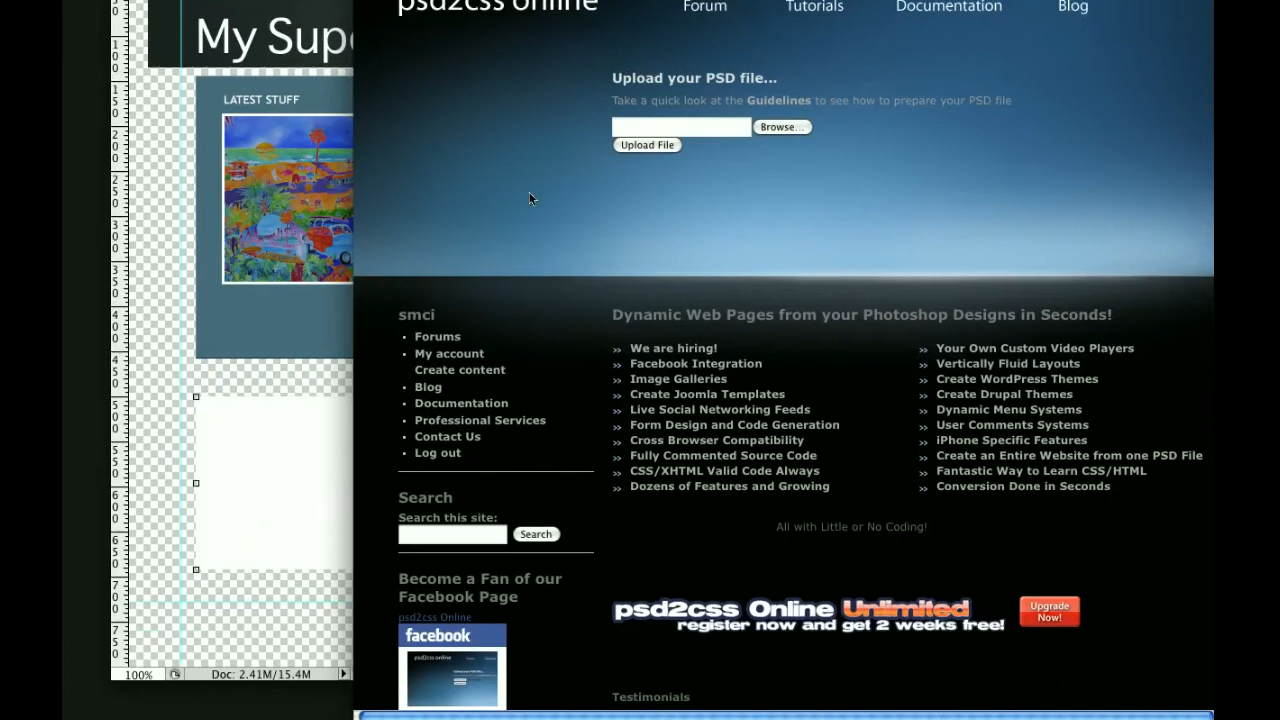 psd2css online
Forum Tutorials Documentation Blog
My Sup
LATEST STUFF
Upload your PSD file...
Take a quick look at the Guidelines to see how to prepare your PSD file
Browse...
Upload File
smci
Forums
My account
Create content
Blog
Documentation
Professional Services
Contact Us
Log out
Search
Search this site:
Search
Become a Fan of our
Facebook Page
psd2css Online
facebook
Dynamic Web Pages from your Photoshop Designs in Seconds!
We are hiring!
Facebook Integration
Image Galleries
Create Joomla Templates
Live Social Networking Feeds
Form Design and Code Generation
Cross Browser Compatibility
Fully Commented Source Code
CSS/XHTML Valid Code Always
Dozens of Features and Growing
Your Own Custom Video Players
Vertically Fluid Layouts
Create WordPress Themes
Create Drupal Themes
Dynamic Menu Systems
User Comments Systems
iPhone Specific Features
Create an Entire Website from one PSD File
Fantastic Way to Learn CSS/HTML
Conversion Done in Seconds
All with Little or No Coding!
psd2css Online Unlimited
register now and get 2 weeks free!
Upgrade
Now!
Testimonials
100% Doc: 2.41M/15.4M